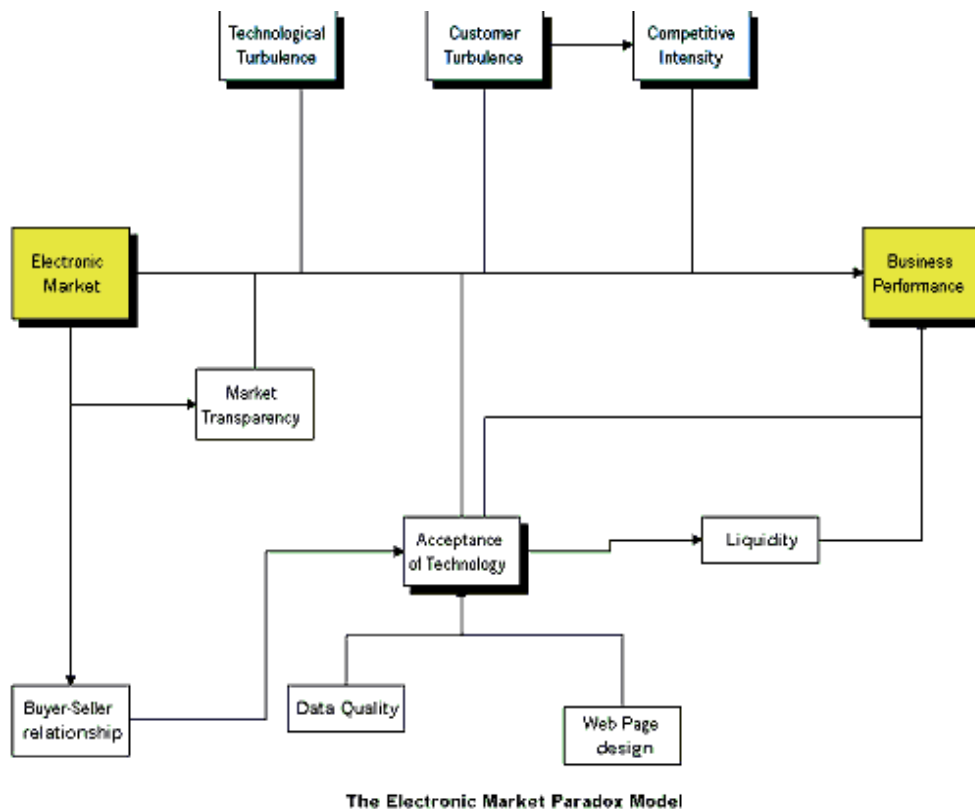 Technological
Turbulence
Customer
Turbulence
Competitive
Intensity
Electronic
Market
Business
Performance
Market
Transparency
Acceptance
of Technology
Liquidity
Buyer-Seller
relationship
Data Quality
Web Page
design
The Electronic Market Paradox Model